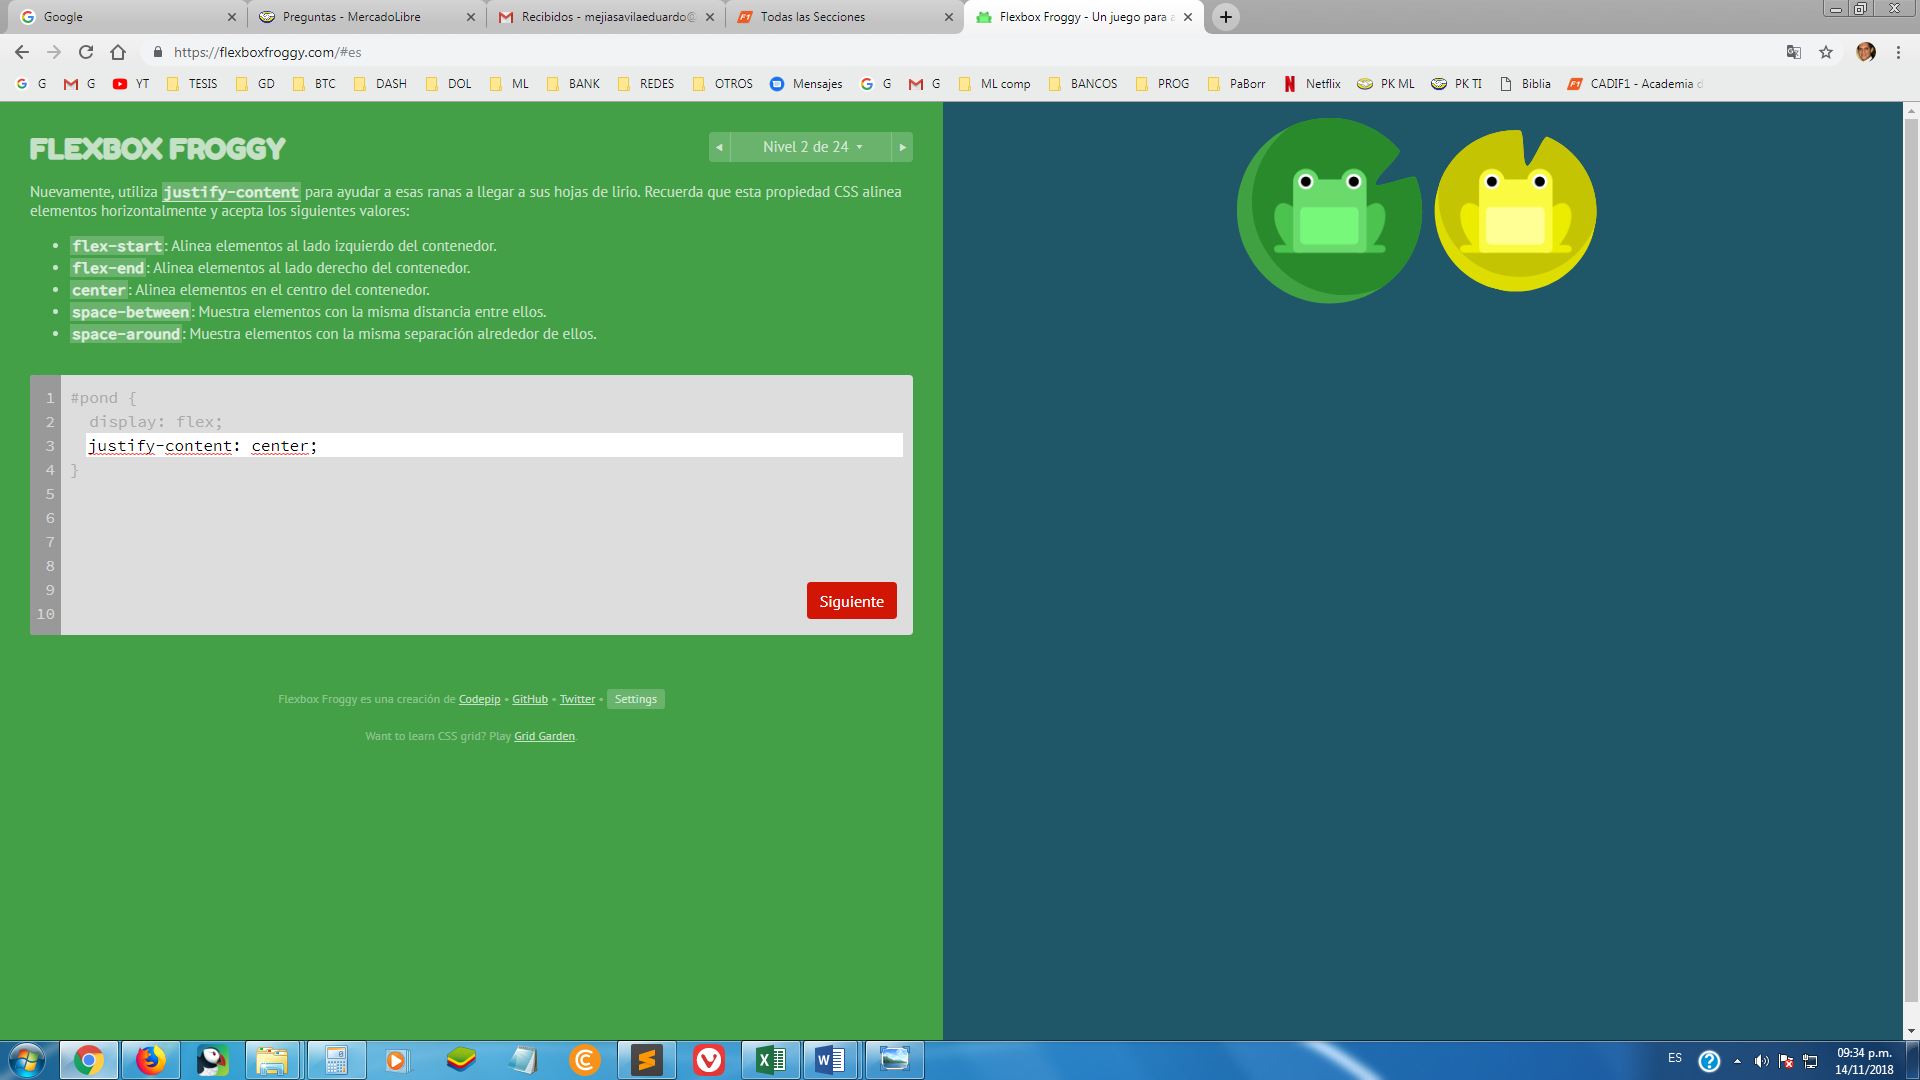 Google
Preguntas - MercadoLibre
Recibidos - mejiasavilaeduardo@
Todas las Secciones
Flexbox Froggy - Un juego para a
https://flexboxfroggy.com/#es
G
G
YT
TESIS
GD
BTC
DASH
DOL
ML
BANK
REDES
OTROS
Mensajes
G
G
ML comp
BANCOS
PROG
PaBorr
Netflix
PK ML
PK TI
Biblia
CADIF1 - Academia d
FLEXBOX FROGGY
Nivel 2 de 24
Nuevamente, utiliza justify-content para ayudar a esas ranas a llegar a sus hojas de lirio. Recuerda que esta propiedad CSS alinea
elementos horizontalmente y acepta los siguientes valores:
• flex-start: Alinea elementos al lado izquierdo del contenedor.
• flex-end: Alinea elementos al lado derecho del contenedor.
• center: Alinea elementos en el centro del contenedor.
• space-between: Muestra elementos con la misma distancia entre ellos.
• space-around: Muestra elementos con la misma separación alrededor de ellos.
1 #pond {
2 display: flex;
3 justify-content: center;
4 }
5
6
7
8
9
10
Siguiente
Flexbox Froggy es una creación de Codepip • GitHub • Twitter • Settings
Want to learn CSS grid? Play Grid Garden.
ES
09:34 p.m.
14/11/2018